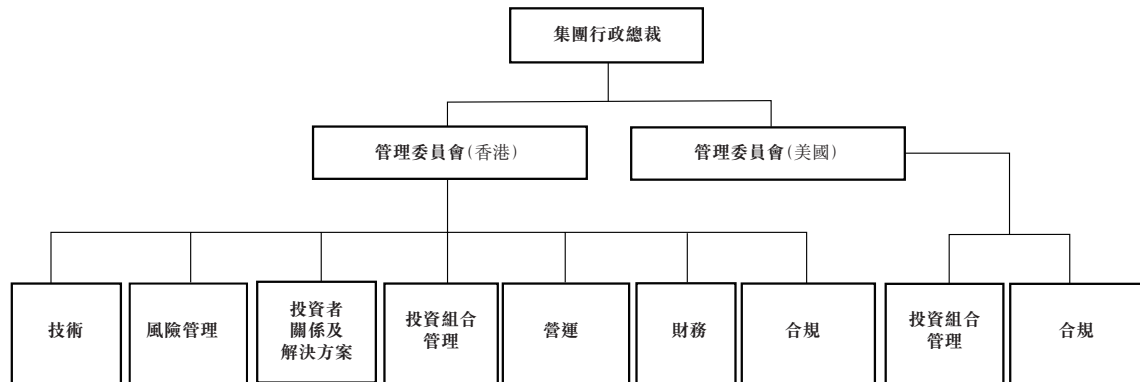 集團行政總裁
管理委員會(香港)
管理委員會(美國)
技術
風險管理
投資者
關係及
解決方案
投資組合
管理
營運
財務
合規
投資組合
管理
合規